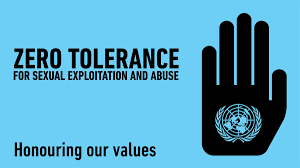 ZERO TOLERANCE
FOR SEXUAL EXPLOITATION AND ABUSE
Honouring our values